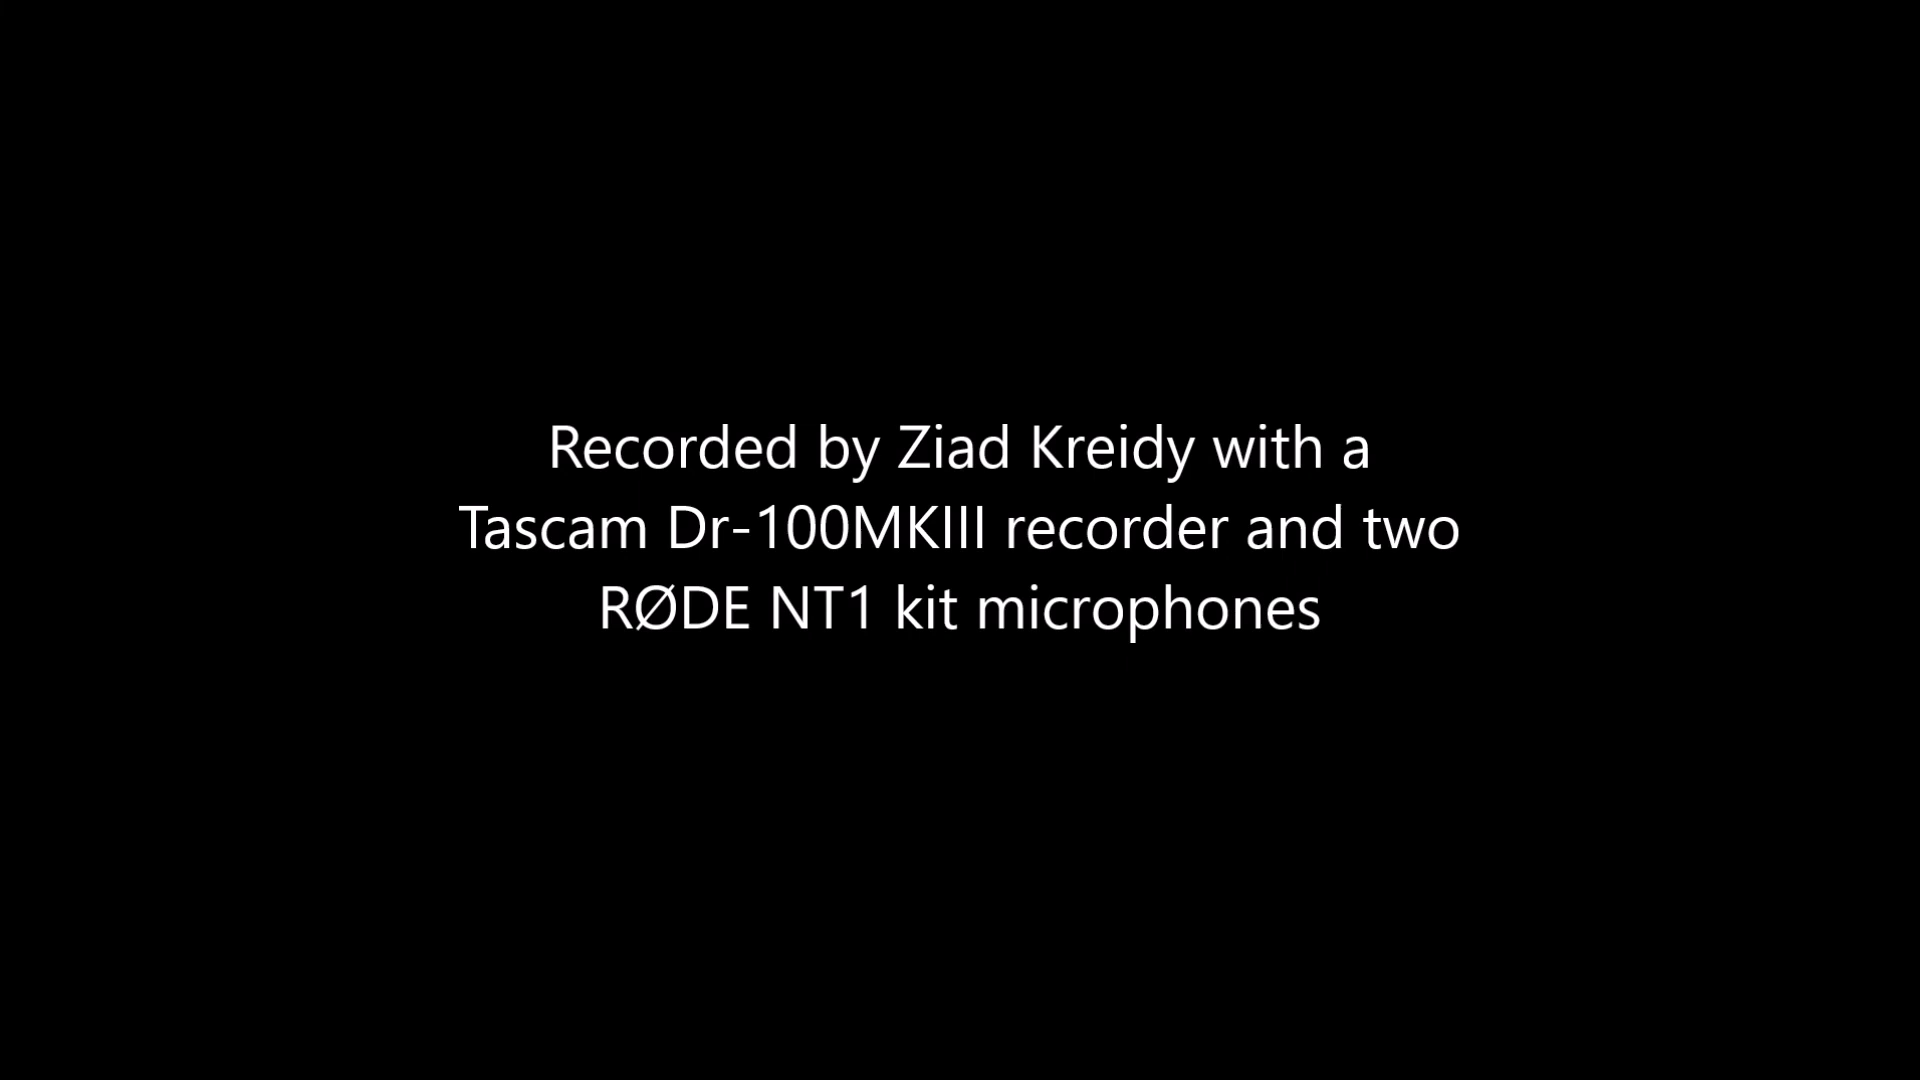 Recorded by Ziad Kreidy with a
Tascam Dr-100MKIII recorder and two
RØDE NT1 kit microphones